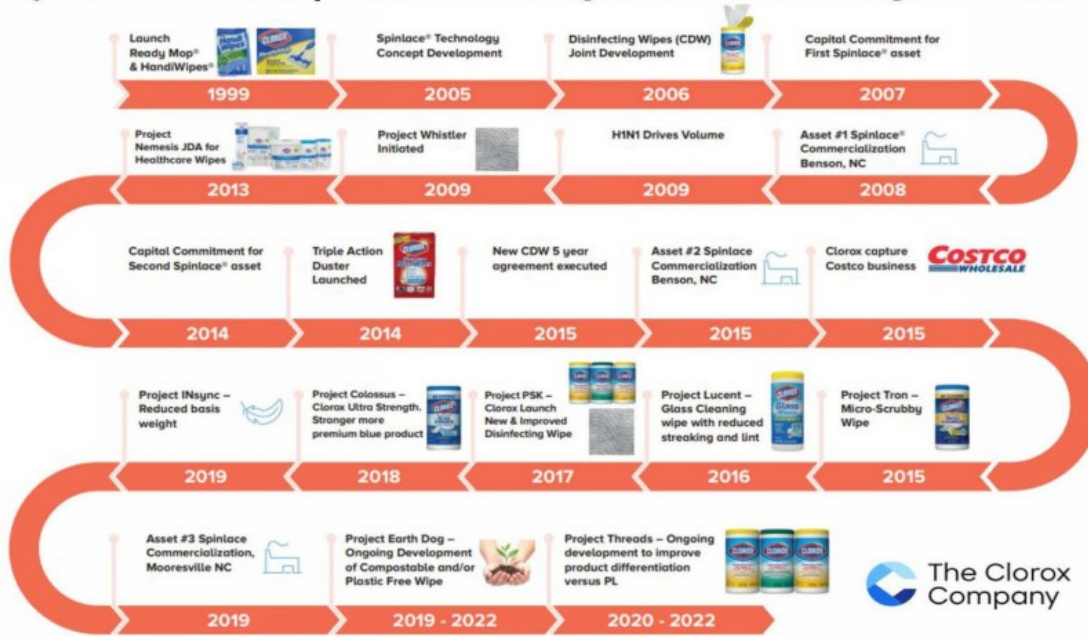 Launch
Ready Mop®
& HandiWipes®
Spinlace® Technology
Concept Development
Disinfecting Wipes (CDW)
Joint Development
Capital Commitment for
First Spinlace® asset
1999
2005
2006
2007
Project
Nemesis JDA for
Healthcare Wipes
Project Whistler
Initiated
H1N1 Drives Volume
Asset #1 Spinlace®
Commercialization
Benson, NC
2013
2009
2009
2008
Capital Commitment for
Second Spinlace® asset
Triple Action
Duster
Launched
New CDW 5 year
agreement executed
Asset #2 Spinlace
Commercialization
Benson, NC
Clorax capture
Costco business
COSTCO
WHOLESALE
2014
2014
2015
2015
2015
Project INsync –
Reduced basis
weight
Project Colossus –
Clorox Ultra Strength.
Stronger more
premium blue product
Project PSK –
Clorox Launch
New & Improved
Disinfecting Wipe
Project Lucent –
Glass Cleaning
wipe with reduced
streaking and lint
Project Tron –
Micro-Scrubby
Wipe
2019
2018
2017
2016
2015
Asset #3 Spinlace
Commercialization,
Mooresville NC
Project Earth Dog –
Ongoing Development
of Compostable and/or
Plastic Free Wipe
Project Threads – Ongoing
development to improve
product differentiation
versus PL
CLOROX
CLOROX
CLOROX
2019
2019 - 2022
2020 - 2022
The Clorox
Company